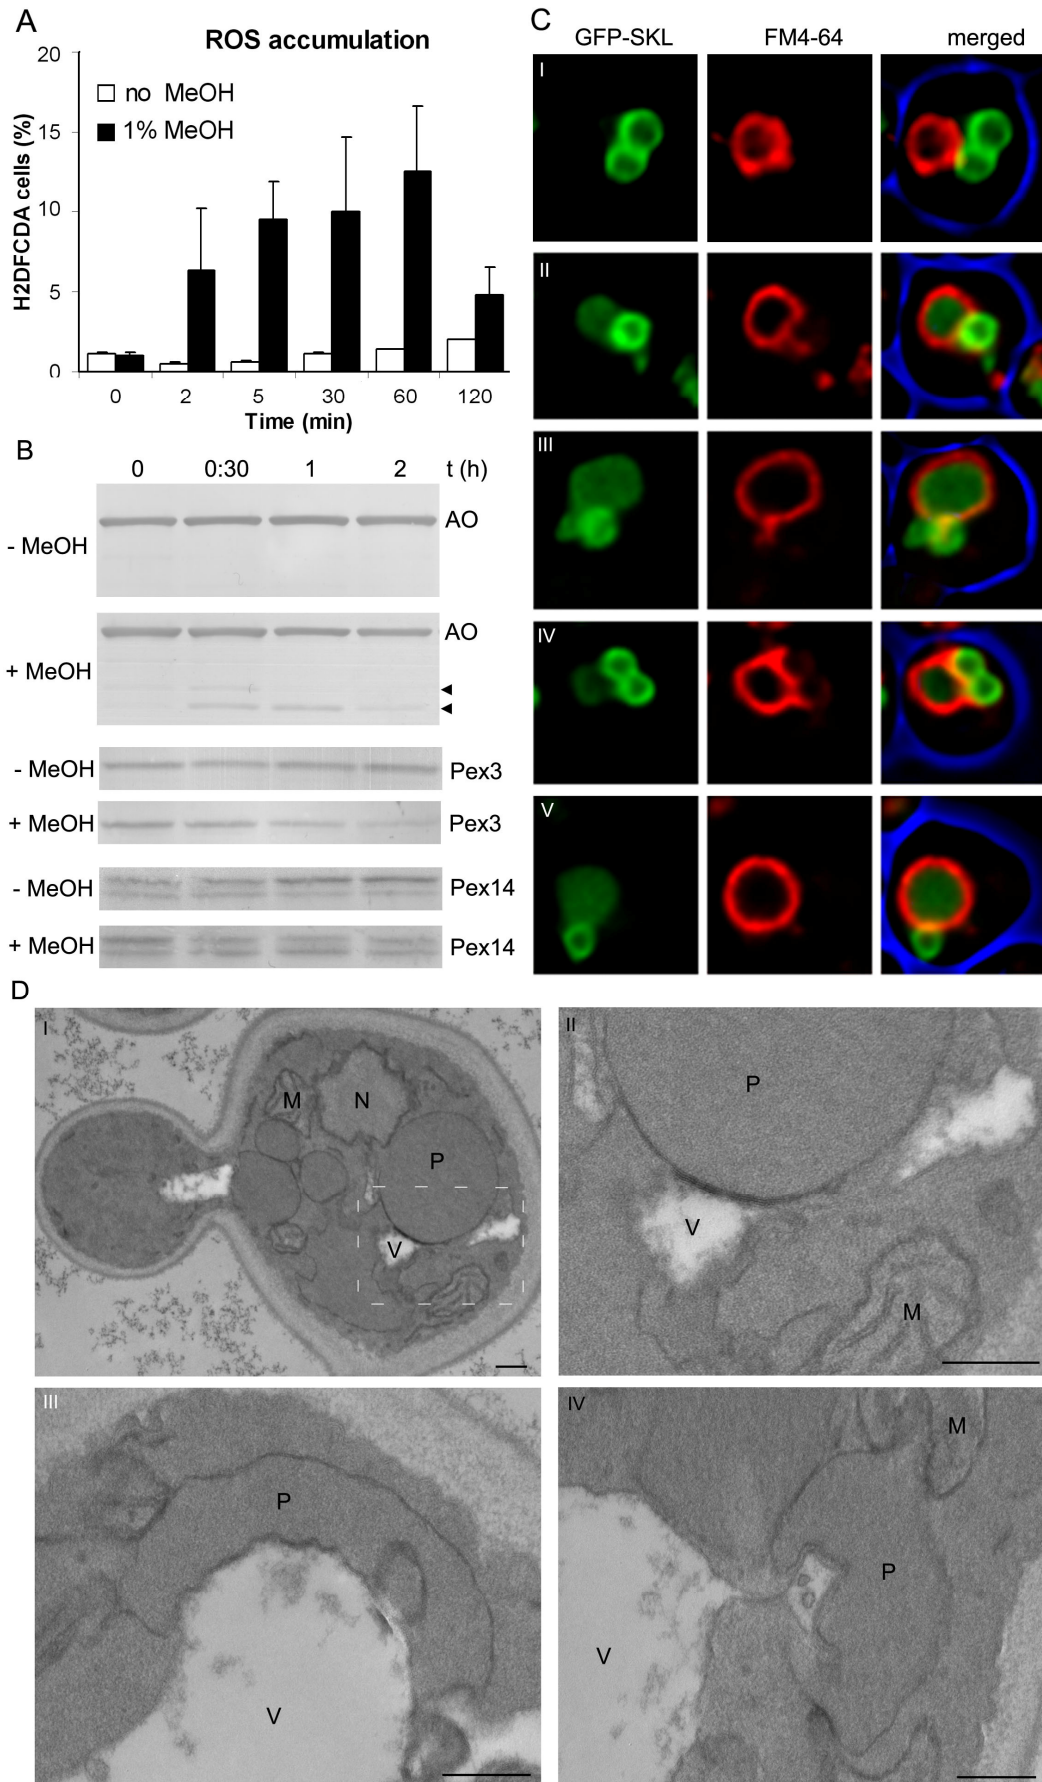 A
ROS accumulation
20
15
10
5
0
H2DFCDA cells (%)
no MeOH
1% MeOH
0 2 5 30 60 120
Time (min)
B
0 0:30 1 2 t (h)
- MeOH AO
+ MeOH AO
- MeOH Pex3
+ MeOH Pex3
- MeOH Pex14
+ MeOH Pex14
C
GFP-SKL FM4-64 merged
I
II
III
IV
V
D
I
M N
P
V
II
P
V
M
III
P
V
IV
M
P
V